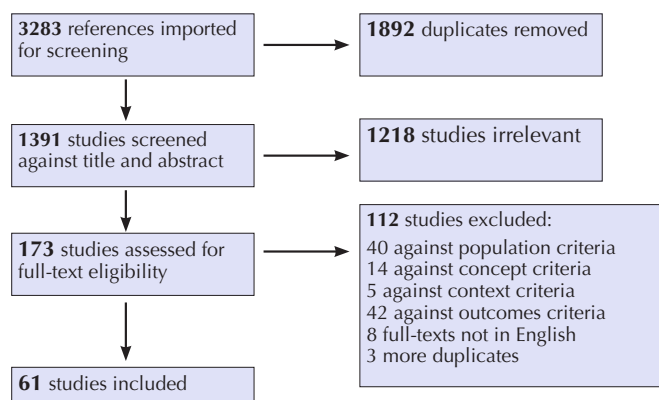 3283 references imported
for screening
1892 duplicates removed
1391 studies screened
against title and abstract
1218 studies irrelevant
173 studies assessed for
full-text eligibility
112 studies excluded:
40 against population criteria
14 against concept criteria
5 against context criteria
42 against outcomes criteria
8 full-texts not in English
3 more duplicates
61 studies included